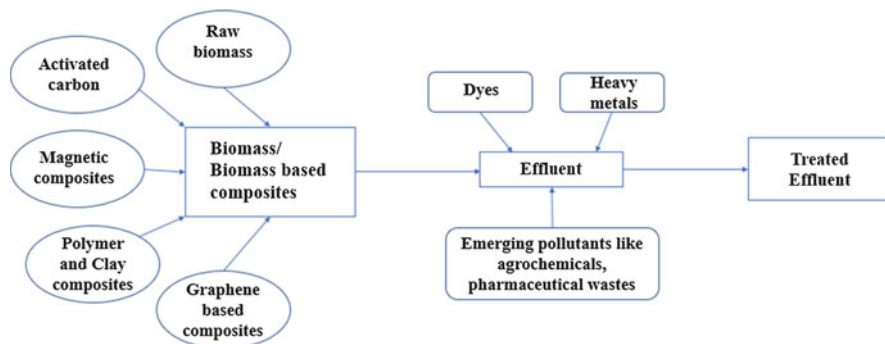 Raw
biomass
Activated
carbon
Magnetic
composites
Polymer
and Clay
composites
Graphene
based
composites
Biomass/
Biomass based
composites
Dyes
Heavy
metals
Effluent
Emerging pollutants like
agrochemicals,
pharmaceutical wastes
Treated
Effluent